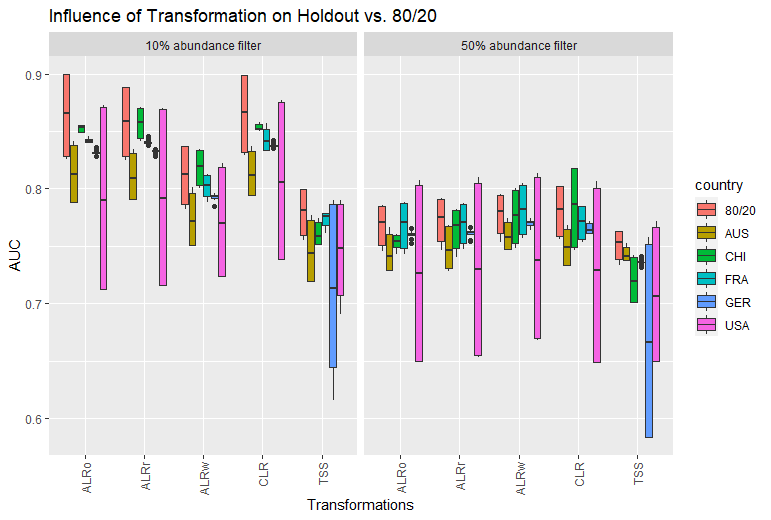 Influence of Transformation on Holdout vs. 80/20
10% abundance filter
50% abundance filter
0.9
0.8
0.7
0.6
AUC
ALRo
ALRr
ALRw
CLR
TSS
ALRo
ALRr
ALRw
CLR
TSS
Transformations
country
80/20
AUS
CHI
FRA
GER
USA